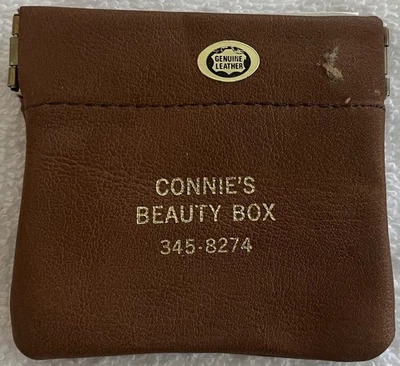 GENUINE
LEATHER
CONNIE'S
BEAUTY BOX
345-8274